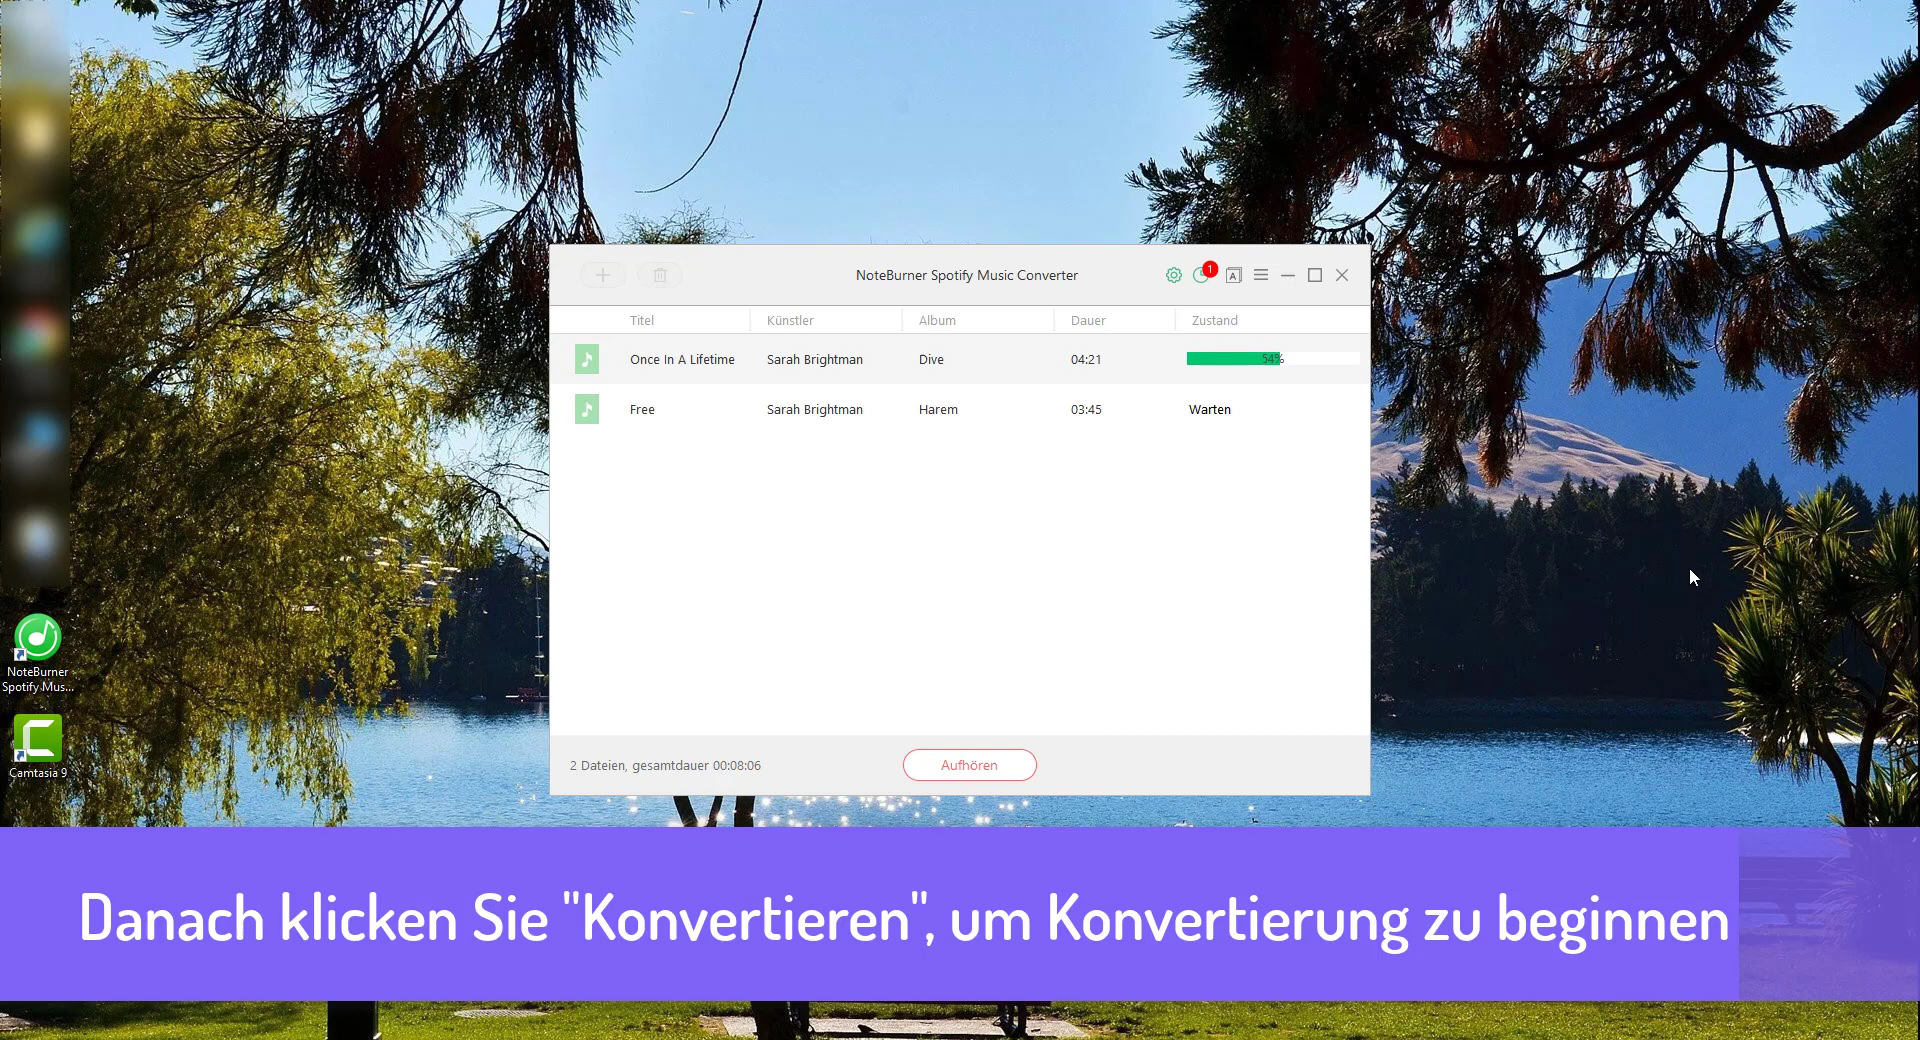 NoteBurner Spotify Music Converter
1
A
Titel Künstler Album Dauer Zustand
Once In A Lifetime Sarah Brightman Dive 04:21 54%
Free Sarah Brightman Harem 03:45 Warten
2 Dateien, gesamtdauer 00:08:06
Aufhören
NoteBurner
Spotify Mus...
Camtasia 9
Danach klicken Sie "Konvertieren", um Konvertierung zu beginnen